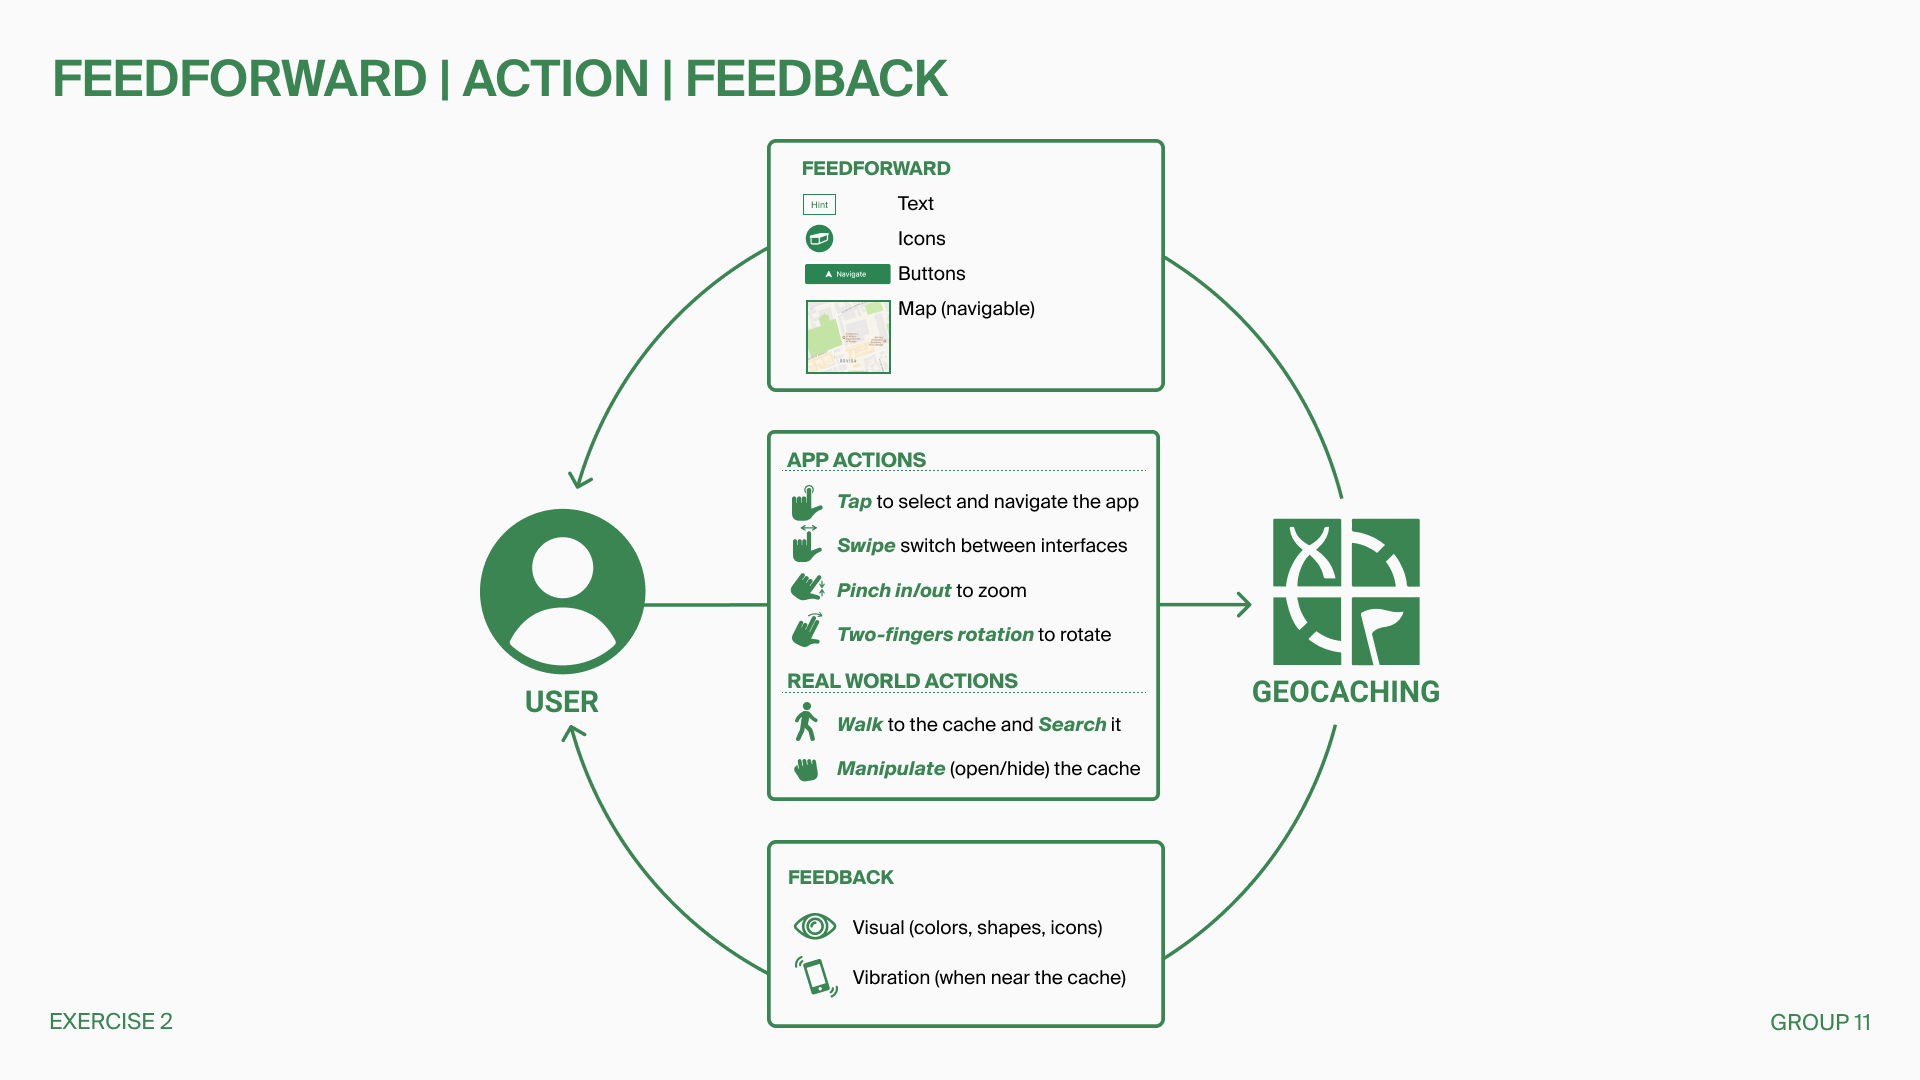 FEEDFORWARD | ACTION | FEEDBACK
FEEDFORWARD
Hint
Text
Icons
Navigate
Buttons
Map (navigable)
BOVISA
APP ACTIONS
Tap to select and navigate the app
Swipe switch between interfaces
Pinch in/out to zoom
Two-fingers rotation to rotate
REAL WORLD ACTIONS
Walk to the cache and Search it
Manipulate (open/hide) the cache
USER
GEOCACHING
FEEDBACK
Visual (colors, shapes, icons)
Vibration (when near the cache)
EXERCISE 2
GROUP 11